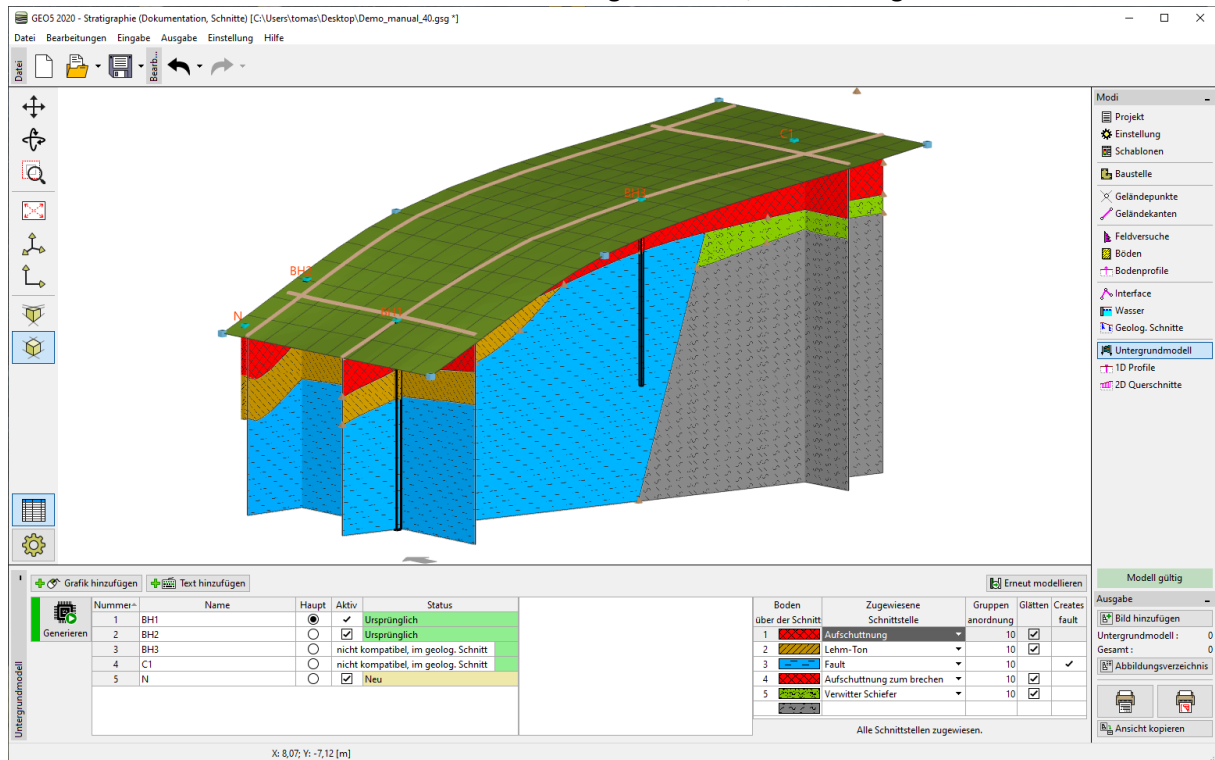 GEO5 2020 - Stratigraphie (Dokumentation, Schnitte) [C:\Users\tomas\Desktop\Demo_manual_40.gsg *]
Datei Bearbeitungen Eingabe Ausgabe Einstellung Hilfe
Datei
Bearb...
C1
BH3
BH2
N
Modi
Projekt
Einstellung
Schablonen
Baustelle
Geländepunkte
Geländekanten
Feldversuche
Böden
Bodenprofile
Interface
Wasser
Geolog. Schnitte
Untergrundmodell
1D Profile
2D Querschnitte
Modell gültig
Ausgabe
Bild hinzufügen
Untergrundmodell : 0
Gesamt : 0
Abbildungsverzeichnis
Ansicht kopieren
Untergrundmodell
Grafik hinzufügen Text hinzufügen Erneut modellieren
Generieren
Nummer Name Haupt Aktiv Status
1 BH1 Ursprünglich
2 BH2 Ursprünglich
3 BH3 nicht kompatibel, im geolog. Schnitt
4 C1 nicht kompatibel, im geolog. Schnitt
5 N Neu
Boden Zugewiesene Gruppen Glätten Creates
über der Schnitt Schnittstelle anordnung fault
1 Aufschuttnung 10
2 Lehm-Ton 10
3 Fault 10
4 Aufschuttnung zum brechen 10
5 Verwitter Schiefer 10
Alle Schnittstellen zugewiesen.
X: 8,07; Y: -7,12 [m]